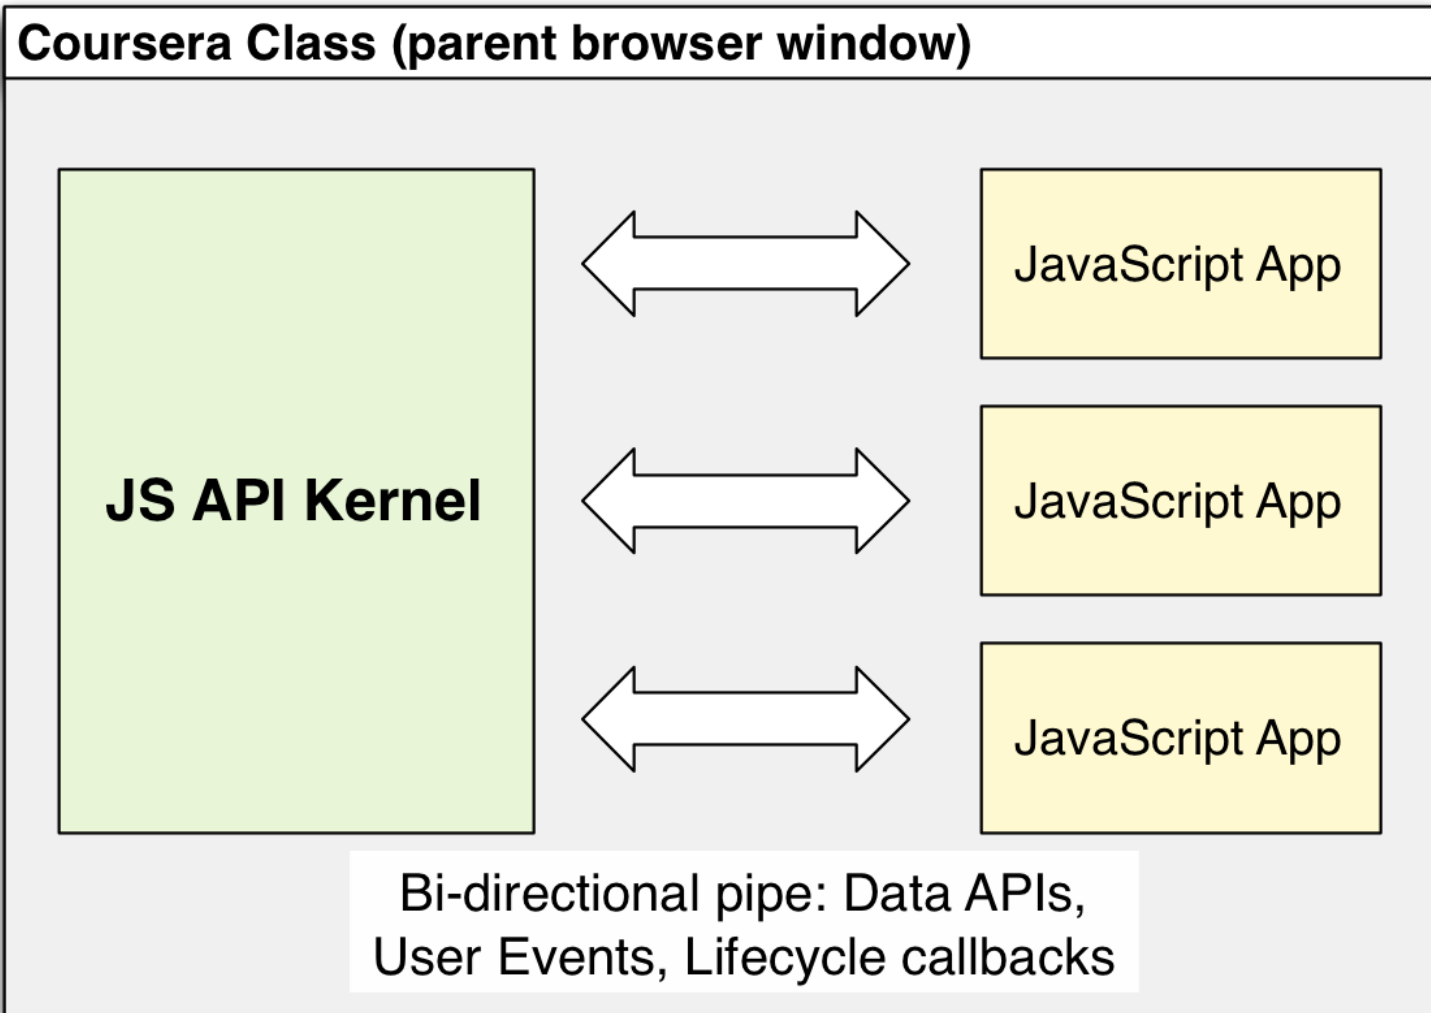 Coursera Class (parent browser window)
JS API Kernel
JavaScript App
JavaScript App
JavaScript App
Bi-directional pipe: Data APIs,
User Events, Lifecycle callbacks